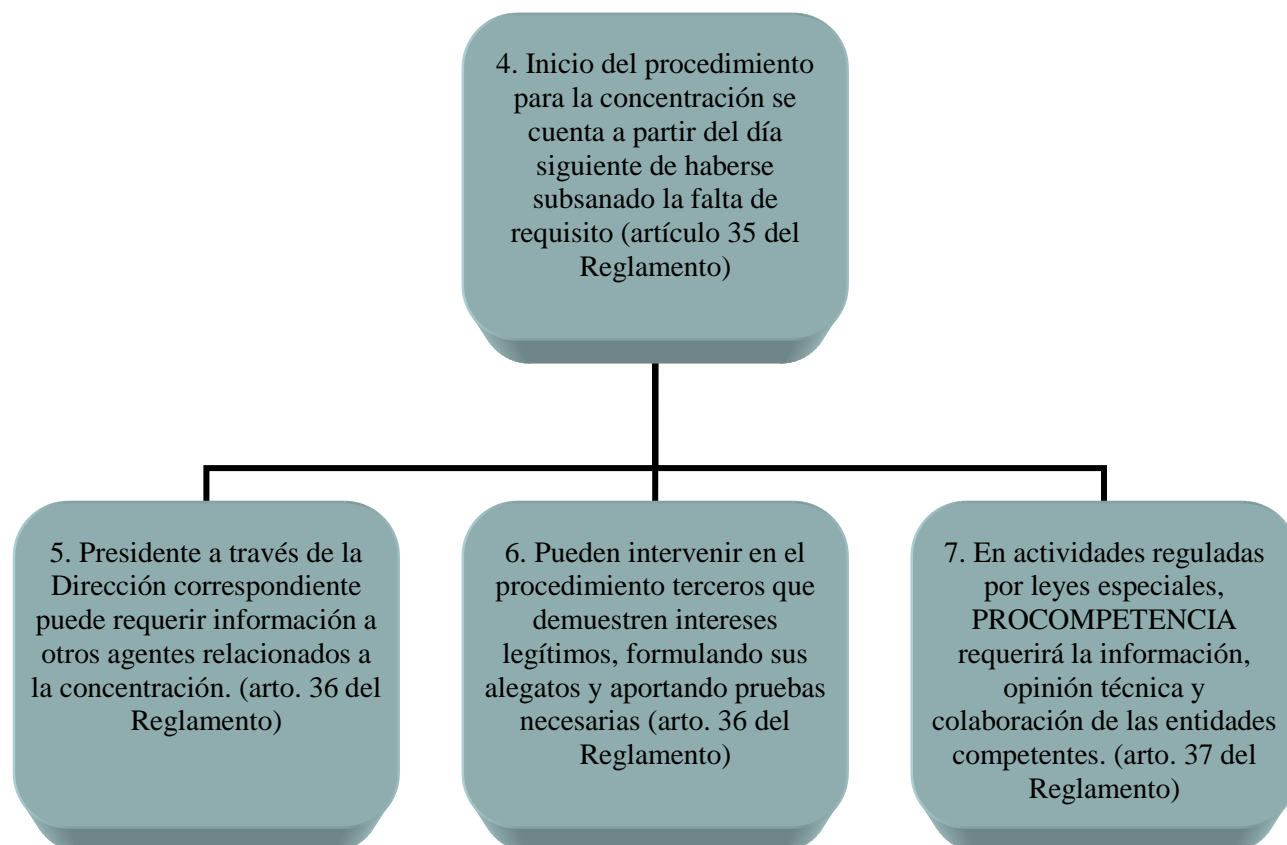 4. Inicio del procedimiento
para la concentración se
cuenta a partir del día
siguiente de haberse
subsanado la falta de
requisito (artículo 35 del
Reglamento)
5. Presidente a través de la
Dirección correspondiente
puede requerir información a
otros agentes relacionados a
la concentración. (arto. 36 del
Reglamento)
6. Pueden intervenir en el
procedimiento terceros que
demuestren intereses
legítimos, formulando sus
alegatos y aportando pruebas
necesarias (arto. 36 del
Reglamento)
7. En actividades reguladas
por leyes especiales,
PROCOMPETENCIA
requerirá la información,
opinión técnica y
colaboración de las entidades
competentes. (arto. 37 del
Reglamento)